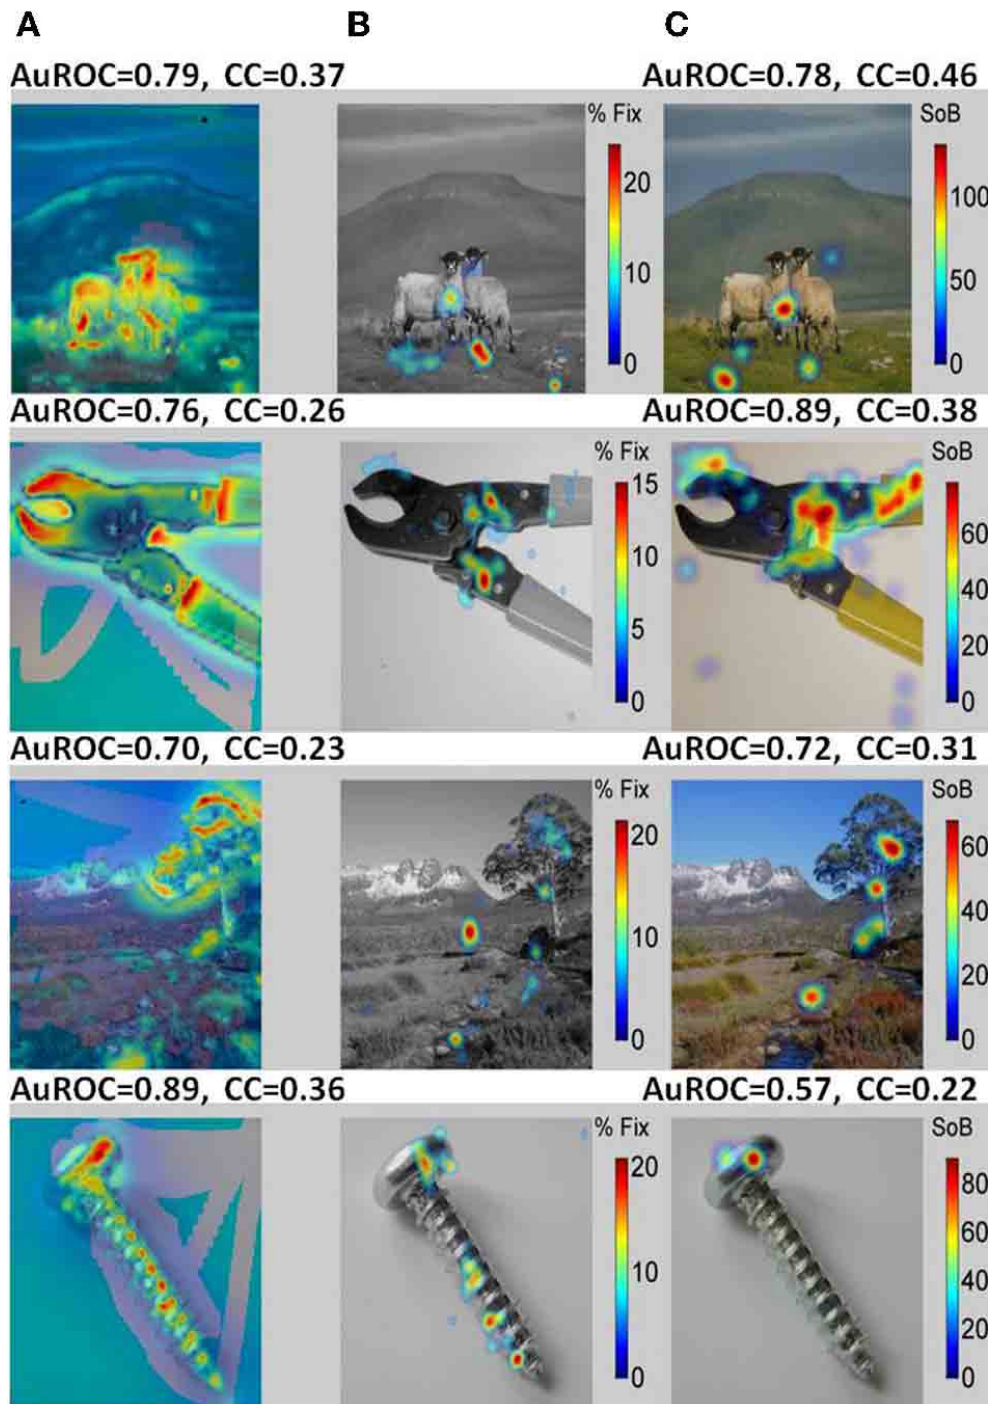 A B C
AuROC=0.79, CC=0.37 AuROC=0.78, CC=0.46
% Fix SoB
20 100
10 50
0 0
AuROC=0.76, CC=0.26 AuROC=0.89, CC=0.38
% Fix SoB
15
60
10
40
5
20
0 0
AuROC=0.70, CC=0.23 AuROC=0.72, CC=0.31
% Fix SoB
20 60
40
10
20
0 0
AuROC=0.89, CC=0.36 AuROC=0.57, CC=0.22
% Fix SoB
20 80
60
10
40
20
0 0